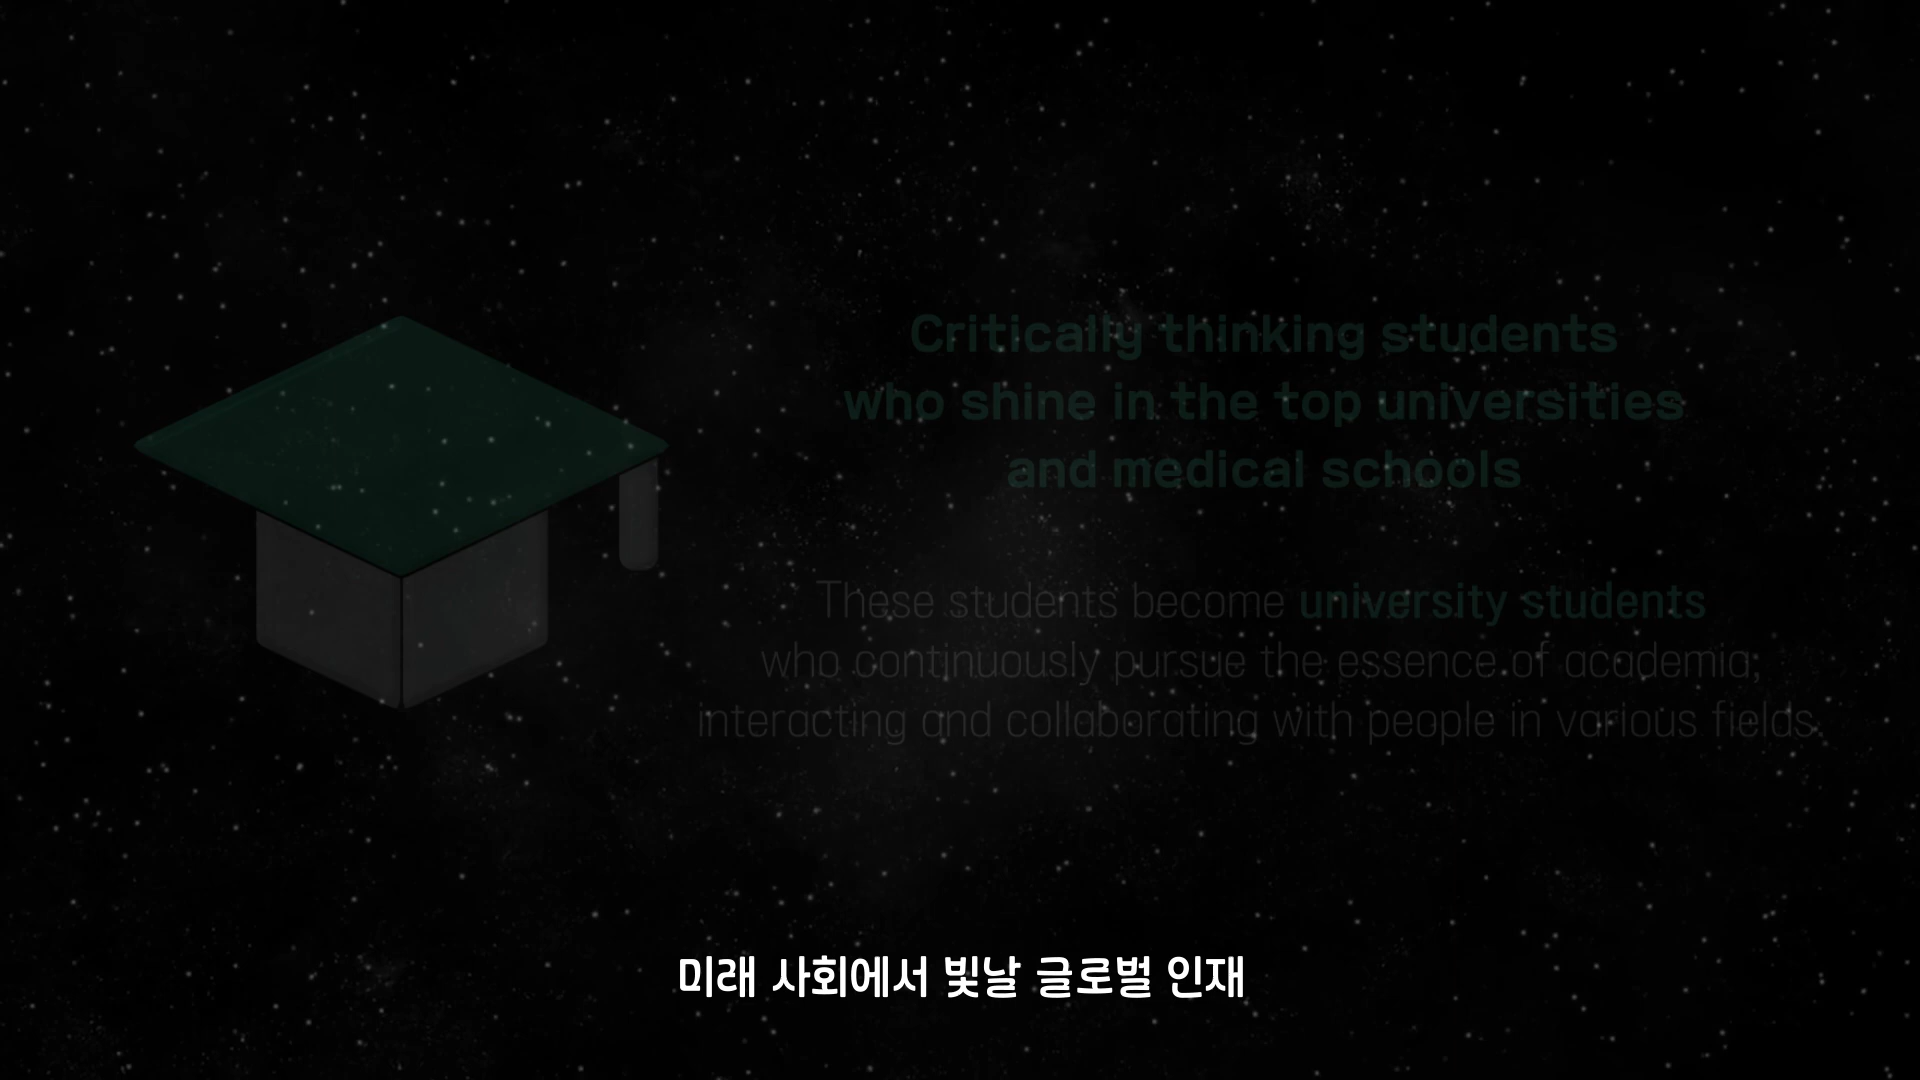 Critically thinking students
who shine in the top universities
and medical schools
These students become university students
who continuously pursue the essence of academia,
interacting and collaborating with people in various fields.
미래 사회에서 빛날 글로벌 인재